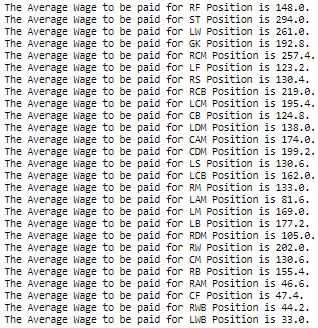 The Average Wage to be paid for RF Position is 148.0.
The Average Wage to be paid for ST Position is 294.0.
The Average Wage to be paid for LW Position is 261.0.
The Average Wage to be paid for GK Position is 192.8.
The Average Wage to be paid for RCM Position is 257.4.
The Average Wage to be paid for LF Position is 123.2.
The Average Wage to be paid for RS Position is 130.4.
The Average Wage to be paid for RCB Position is 219.0.
The Average Wage to be paid for LCM Position is 195.4.
The Average Wage to be paid for CB Position is 124.8.
The Average Wage to be paid for LDM Position is 138.0.
The Average Wage to be paid for CAM Position is 174.0.
The Average Wage to be paid for CDM Position is 199.2.
The Average Wage to be paid for LS Position is 130.6.
The Average Wage to be paid for LCB Position is 162.0.
The Average Wage to be paid for RM Position is 133.0.
The Average Wage to be paid for LAM Position is 81.6.
The Average Wage to be paid for LM Position is 169.0.
The Average Wage to be paid for LB Position is 177.2.
The Average Wage to be paid for RDM Position is 105.0.
The Average Wage to be paid for RW Position is 202.0.
The Average Wage to be paid for CM Position is 130.6.
The Average Wage to be paid for RB Position is 155.4.
The Average Wage to be paid for RAM Position is 46.6.
The Average Wage to be paid for CF Position is 47.4.
The Average Wage to be paid for RWB Position is 44.2.
The Average Wage to be paid for LWB Position is 33.0.